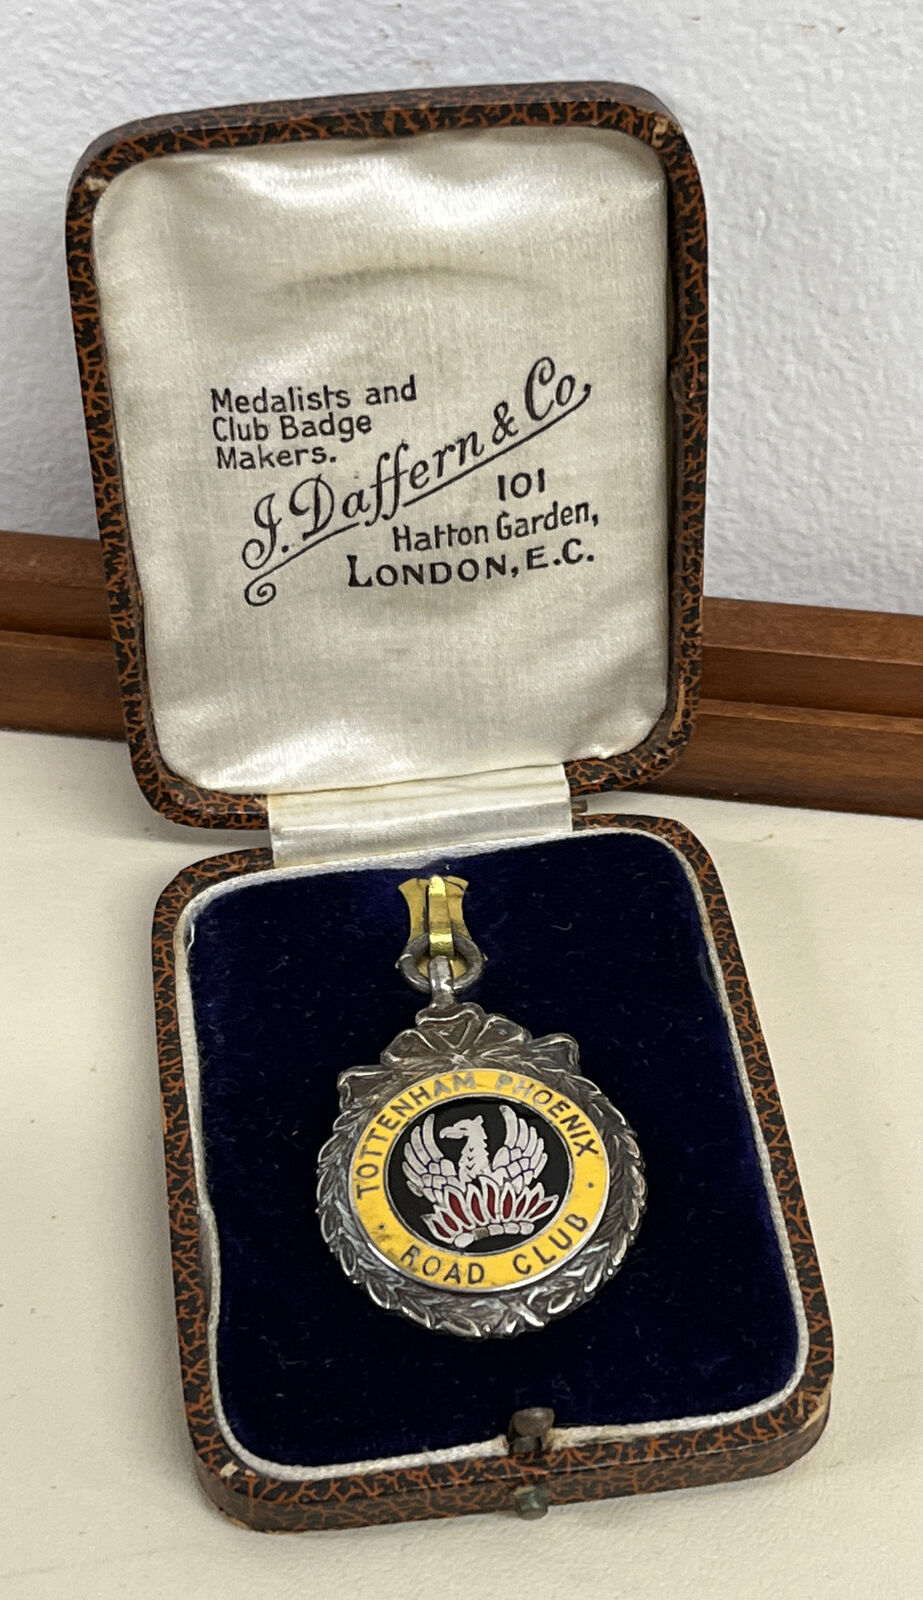 Medalists and
Club Badge
Makers.
J. Daffern & Co,
101
Hatton Garden,
LONDON, E.C.
TOTTENHAM PHOENIX
· ROAD CLUB ·